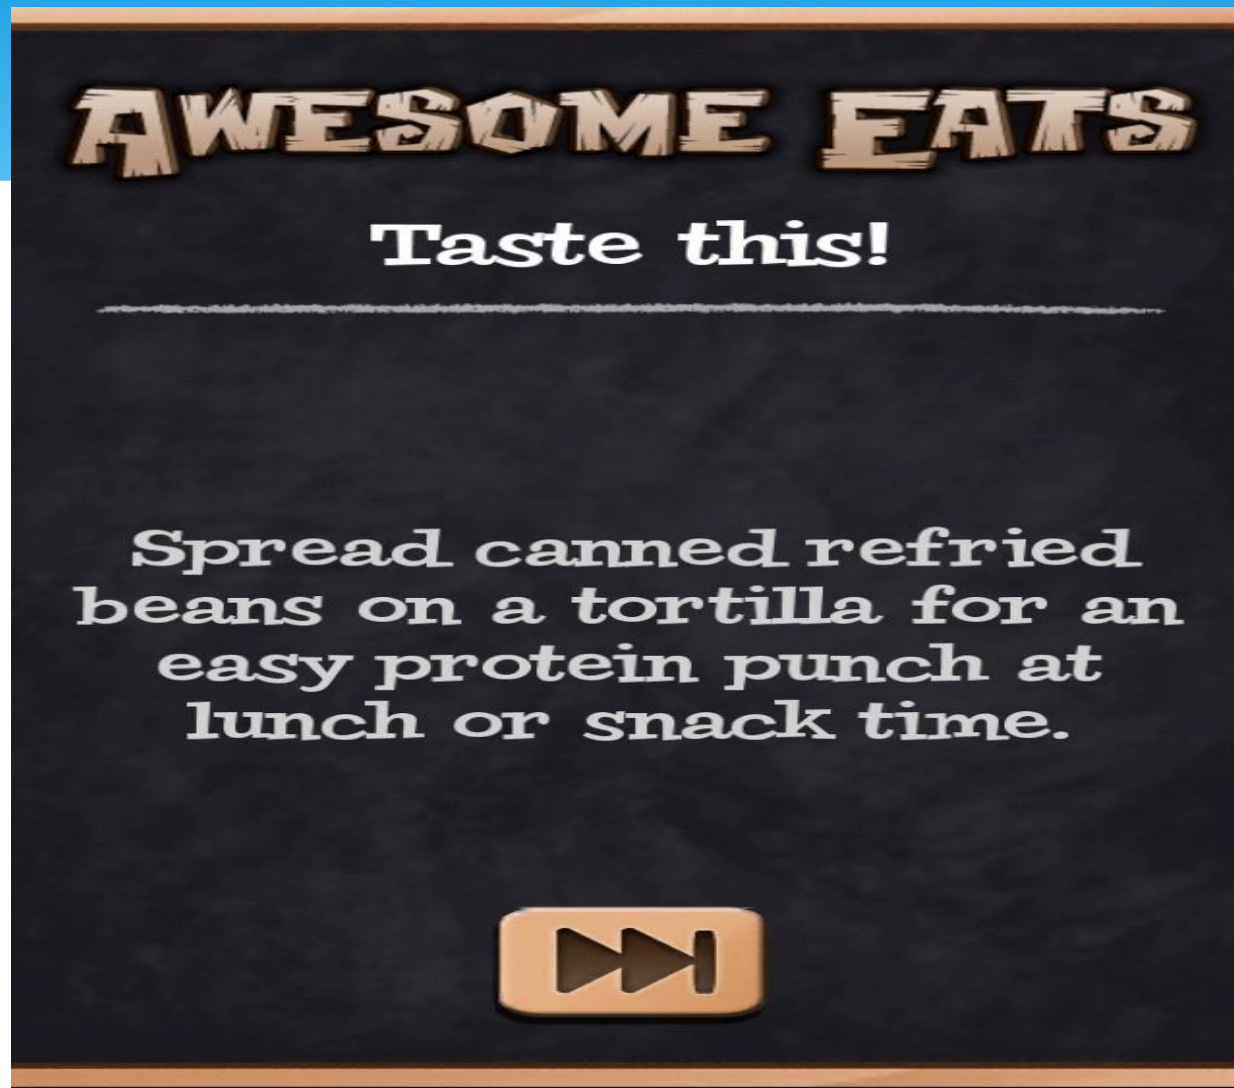 AWESOME EATS
Taste this!
Spread canned refried
beans on a tortilla for an
easy protein punch at
lunch or snack time.